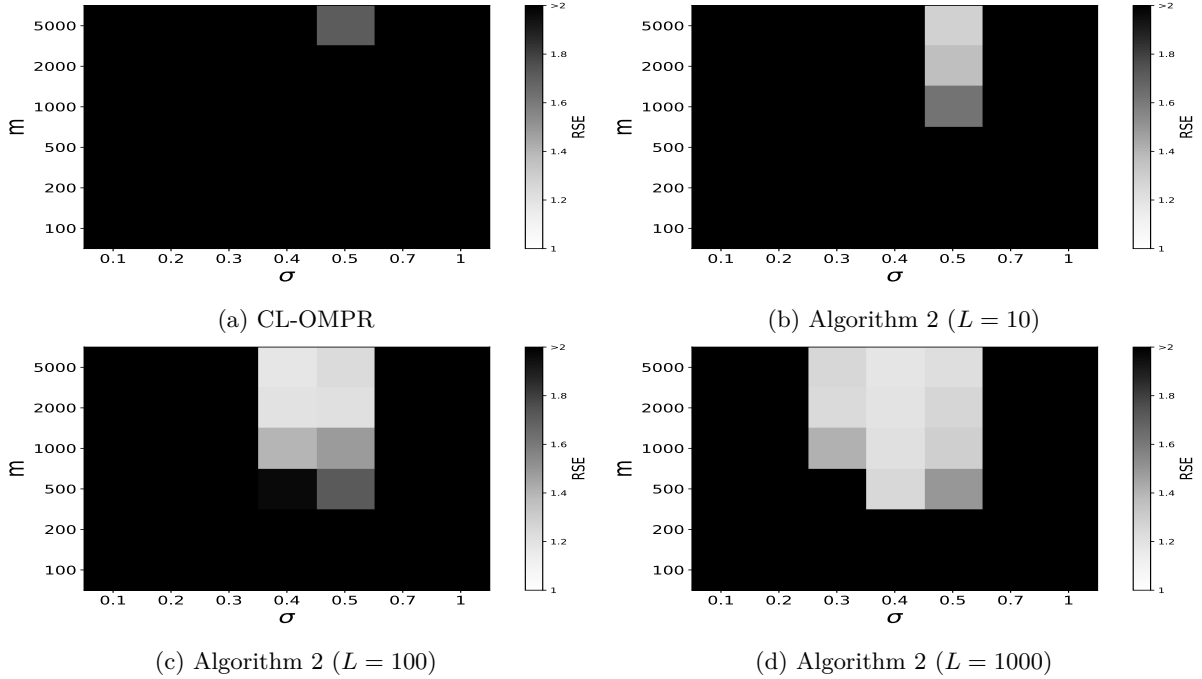 5000
2000
1000
500
200
100
m
0.1 0.2 0.3 0.4 0.5 0.7 1
σ
>2
1.8
1.6
1.4
1.2
1
RSE
(a) CL-OMPR
5000
2000
1000
500
200
100
m
0.1 0.2 0.3 0.4 0.5 0.7 1
σ
>2
1.8
1.6
1.4
1.2
1
RSE
(b) Algorithm 2 (L = 10)
5000
2000
1000
500
200
100
m
0.1 0.2 0.3 0.4 0.5 0.7 1
σ
>2
1.8
1.6
1.4
1.2
1
RSE
(c) Algorithm 2 (L = 100)
5000
2000
1000
500
200
100
m
0.1 0.2 0.3 0.4 0.5 0.7 1
σ
>2
1.8
1.6
1.4
1.2
1
RSE
(d) Algorithm 2 (L = 1000)